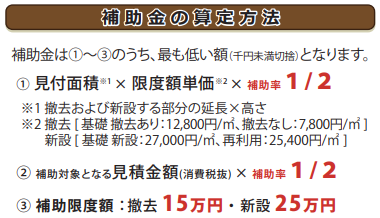 補助金の算定方法
補助金は①～③のうち、最も低い額(千円未満切捨)となります。
① 見付面積※1 × 限度額単価※2 × 補助率 1 / 2
※1 撤去および新設する部分の延長×高さ
※2 撤去 [ 基礎 撤去あり：12,800円/㎡、撤去なし：7,800円/㎡ ]
新設 [ 基礎 新設：27,000円/㎡、再利用：25,400円/㎡ ]
② 補助対象となる見積金額(消費税抜) × 補助率 1 / 2
③ 補助限度額：撤去 15万円・新設 25万円